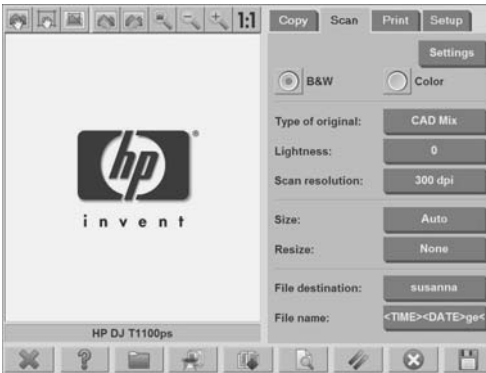 1:1
Copy Scan Print Setup
Settings
B&W Color
Type of original: CAD Mix
Lightness: 0
Scan resolution: 300 dpi
hp
invent
Size: Auto
Resize: None
File destination: susanna
File name: <TIME><DATE>ge<
HP DJ T1100ps